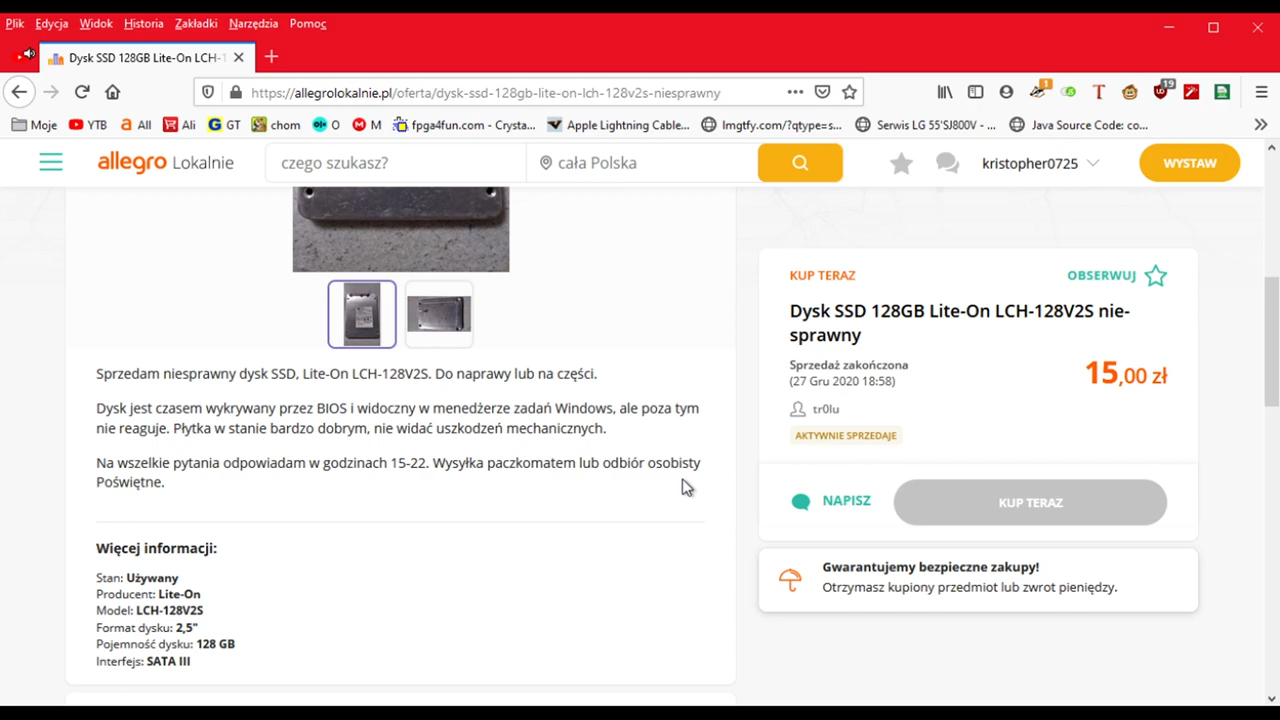 Plik Edycja Widok Historia Zakładki Narzędzia Pomoc
Dysk SSD 128GB Lite-On LCH-1
https://allegrolokalnie.pl/oferta/dysk-ssd-128gb-lite-on-lch-128v2s-niesprawny
1
19
Moje YTB All Ali GT chom O M fpga4fun.com - Crysta... Apple Lightning Cable... lmgtfy.com/?qtype=s... Serwis LG 55'SJ800V - ... Java Source Code: co...
allegro Lokalnie czego szukasz? cała Polska kristopher0725 WYSTAW
Sprzedam niesprawny dysk SSD, Lite-On LCH-128V2S. Do naprawy lub na części.
Dysk jest czasem wykrywany przez BIOS i widoczny w menedżerze zadań Windows, ale poza tym
nie reaguje. Płytka w stanie bardzo dobrym, nie widać uszkodzeń mechanicznych.
Na wszelkie pytania odpowiadam w godzinach 15-22. Wysyłka paczkomatem lub odbiór osobisty
Poświętne.
Więcej informacji:
Stan: Używany
Producent: Lite-On
Model: LCH-128V2S
Format dysku: 2,5"
Pojemność dysku: 128 GB
Interfejs: SATA III
KUP TERAZ
OBSERWUJ
Dysk SSD 128GB Lite-On LCH-128V2S nie-
sprawny
Sprzedaż zakończona
(27 Gru 2020 18:58)
15,00 zł
tr0lu
AKTYWNIE SPRZEDAJE
NAPISZ
KUP TERAZ
Gwarantujemy bezpieczne zakupy!
Otrzymasz kupiony przedmiot lub zwrot pieniędzy.